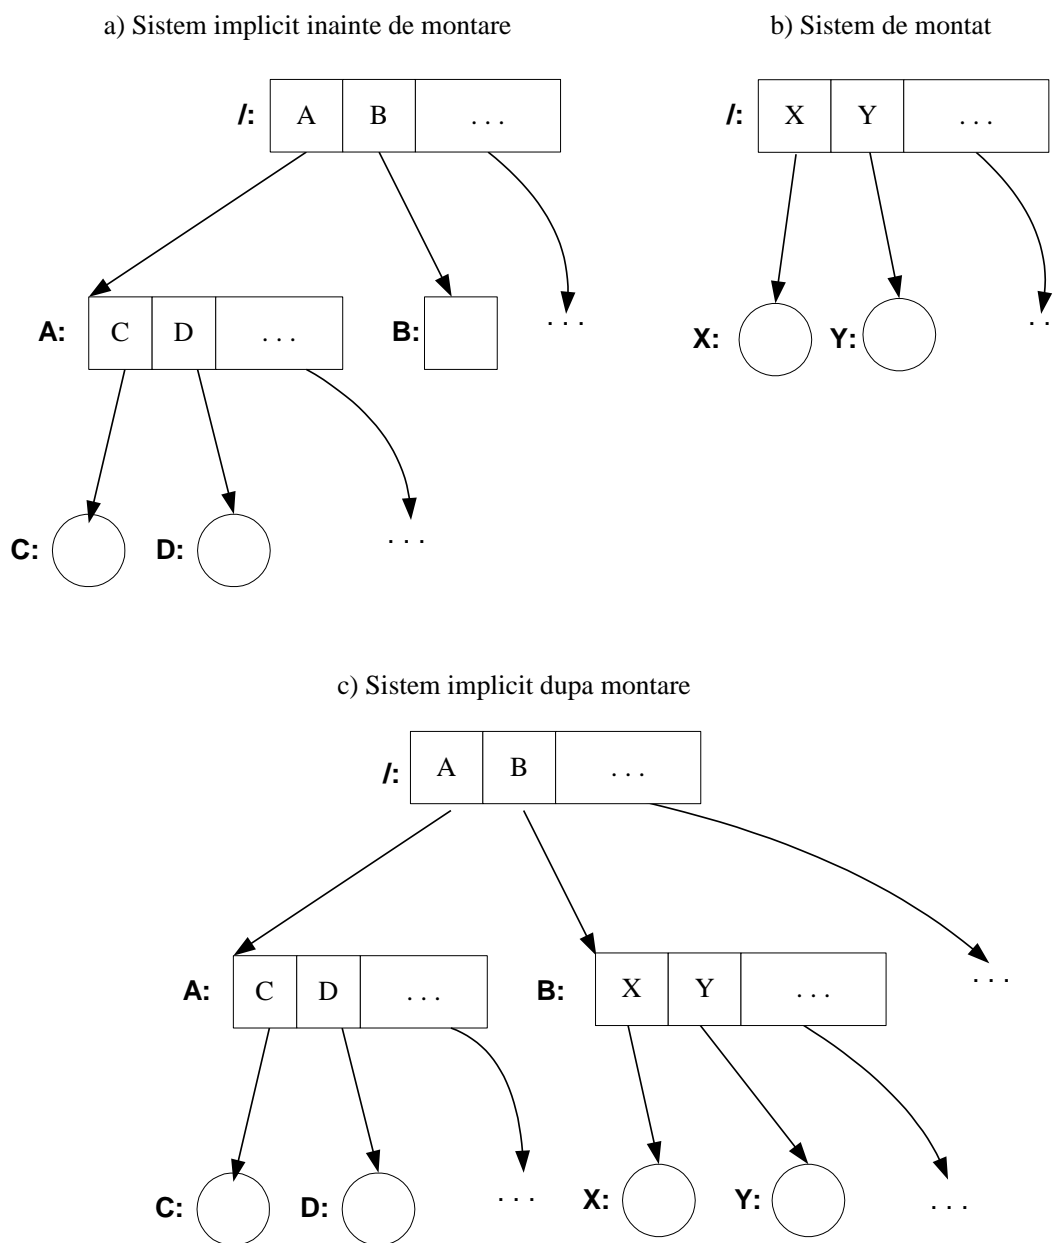 a) Sistem implicit inainte de montare
b) Sistem de montat
/: A B . . .
/: X Y . . .
A: C D . . .
B:
. . .
X:
Y:
. .
C:
D:
. . .
c) Sistem implicit dupa montare
/: A B . . .
A: C D . . .
B: X Y . . .
. . .
C:
D:
. . .
X:
Y:
. . .